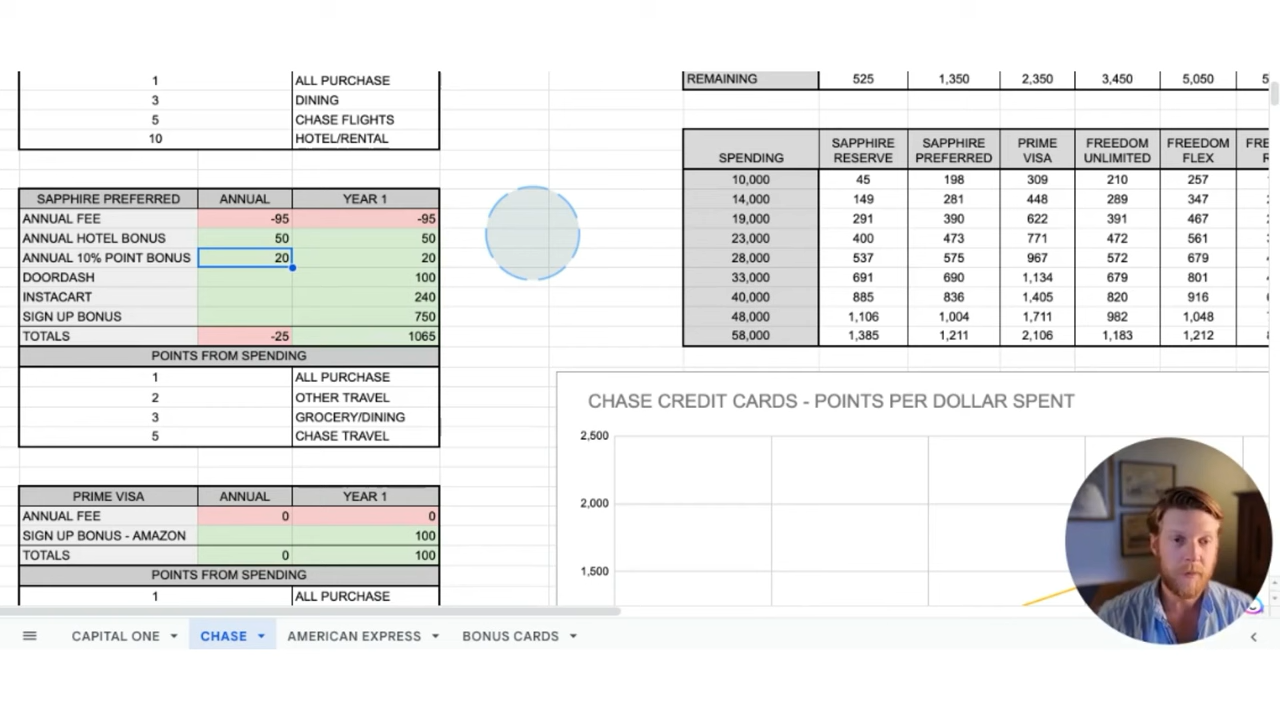 1 ALL PURCHASE
3 DINING
5 CHASE FLIGHTS
10 HOTEL/RENTAL
SAPPHIRE PREFERRED ANNUAL YEAR 1
ANNUAL FEE -95 -95
ANNUAL HOTEL BONUS 50 50
ANNUAL 10% POINT BONUS 20 20
DOORDASH 100
INSTACART 240
SIGN UP BONUS 750
TOTALS -25 1065
POINTS FROM SPENDING
1 ALL PURCHASE
2 OTHER TRAVEL
3 GROCERY/DINING
5 CHASE TRAVEL
PRIME VISA ANNUAL YEAR 1
ANNUAL FEE 0 0
SIGN UP BONUS - AMAZON 100
TOTALS 0 100
POINTS FROM SPENDING
1 ALL PURCHASE
REMAINING 525 1,350 2,350 3,450 5,050 5
SAPPHIRE SAPPHIRE PRIME FREEDOM FREEDOM FRE
SPENDING RESERVE PREFERRED VISA UNLIMITED FLEX
10,000 45 198 309 210 257
14,000 149 281 448 289 347
19,000 291 390 622 391 467
23,000 400 473 771 472 561
28,000 537 575 967 572 679
33,000 691 690 1,134 679 801
40,000 885 836 1,405 820 916
48,000 1,106 1,004 1,711 982 1,048
58,000 1,385 1,211 2,106 1,183 1,212
CHASE CREDIT CARDS - POINTS PER DOLLAR SPENT
2,500
2,000
1,500
CAPITAL ONE CHASE AMERICAN EXPRESS BONUS CARDS